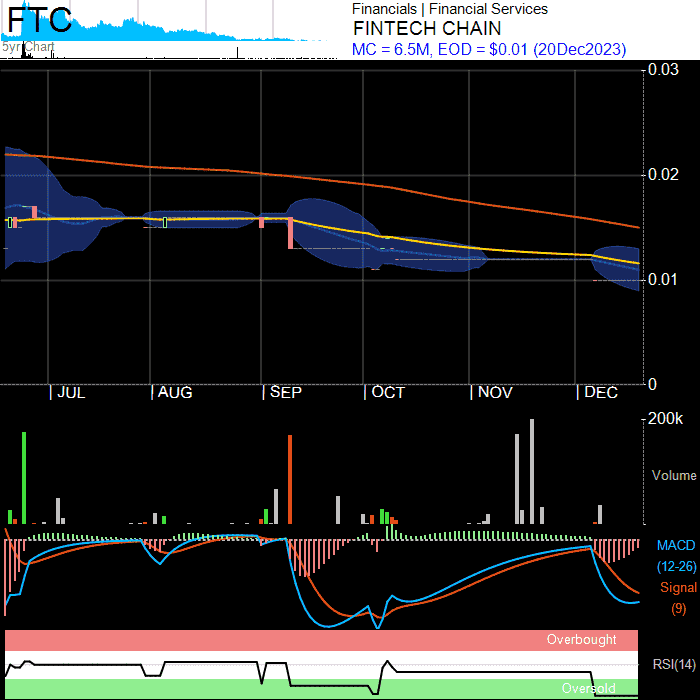 FTC
5yr Chart
Financials | Financial Services
FINTECH CHAIN
MC = 6.5M, EOD = $0.01 (20Dec2023)
0.03
0.02
0.01
0
| JUL | AUG | SEP | OCT | NOV | DEC
200k
Volume
0
MACD
(12-26)
Signal
(9)
Overbought
RSI(14)
Oversold